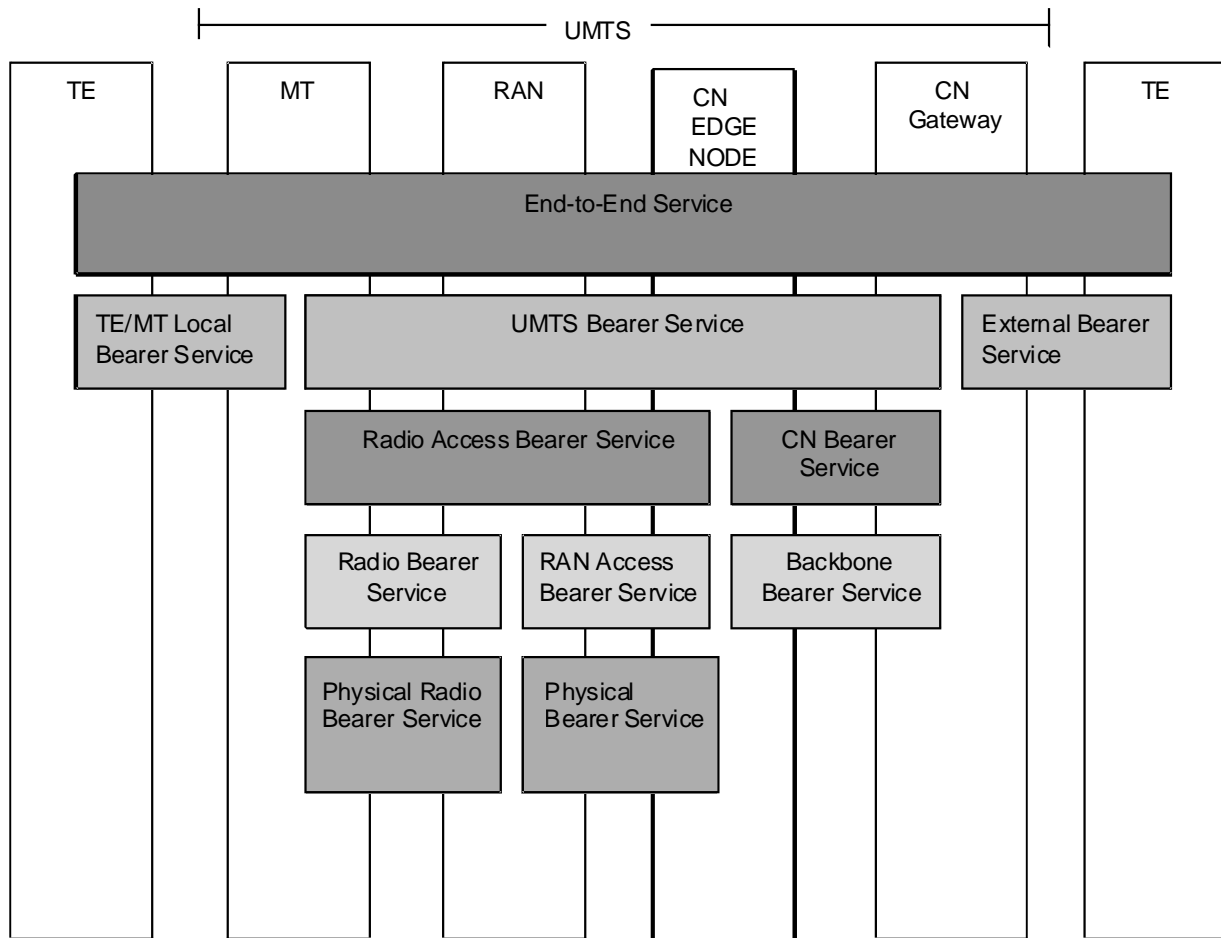 UMTS
TE
MT
RAN
CN
EDGE
NODE
CN
Gateway
TE
End-to-End Service
TE/MT Local
Bearer Service
UMTS Bearer Service
External Bearer
Service
Radio Access Bearer Service
CN Bearer
Service
Radio Bearer
Service
RAN Access
Bearer Service
Backbone
Bearer Service
Physical Radio
Bearer Service
Physical
Bearer Service